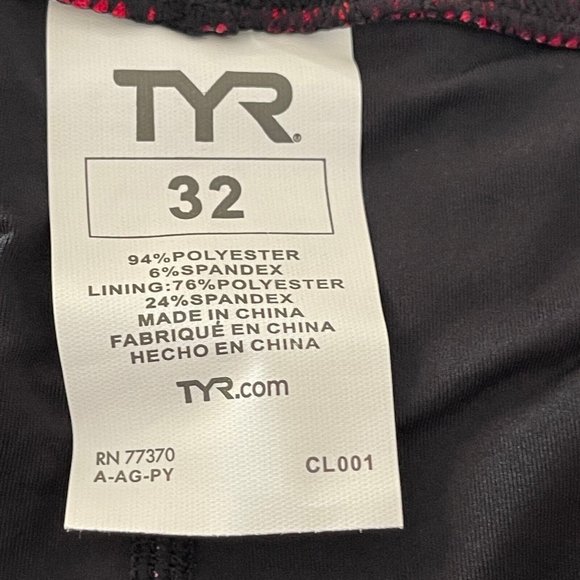 TYR®
32
94%POLYESTER
6%SPANDEX
LINING:76%POLYESTER
24%SPANDEX
MADE IN CHINA
FABRIQUÉ EN CHINA
HECHO EN CHINA
TYR.com
RN 77370
A-AG-PY
CL001